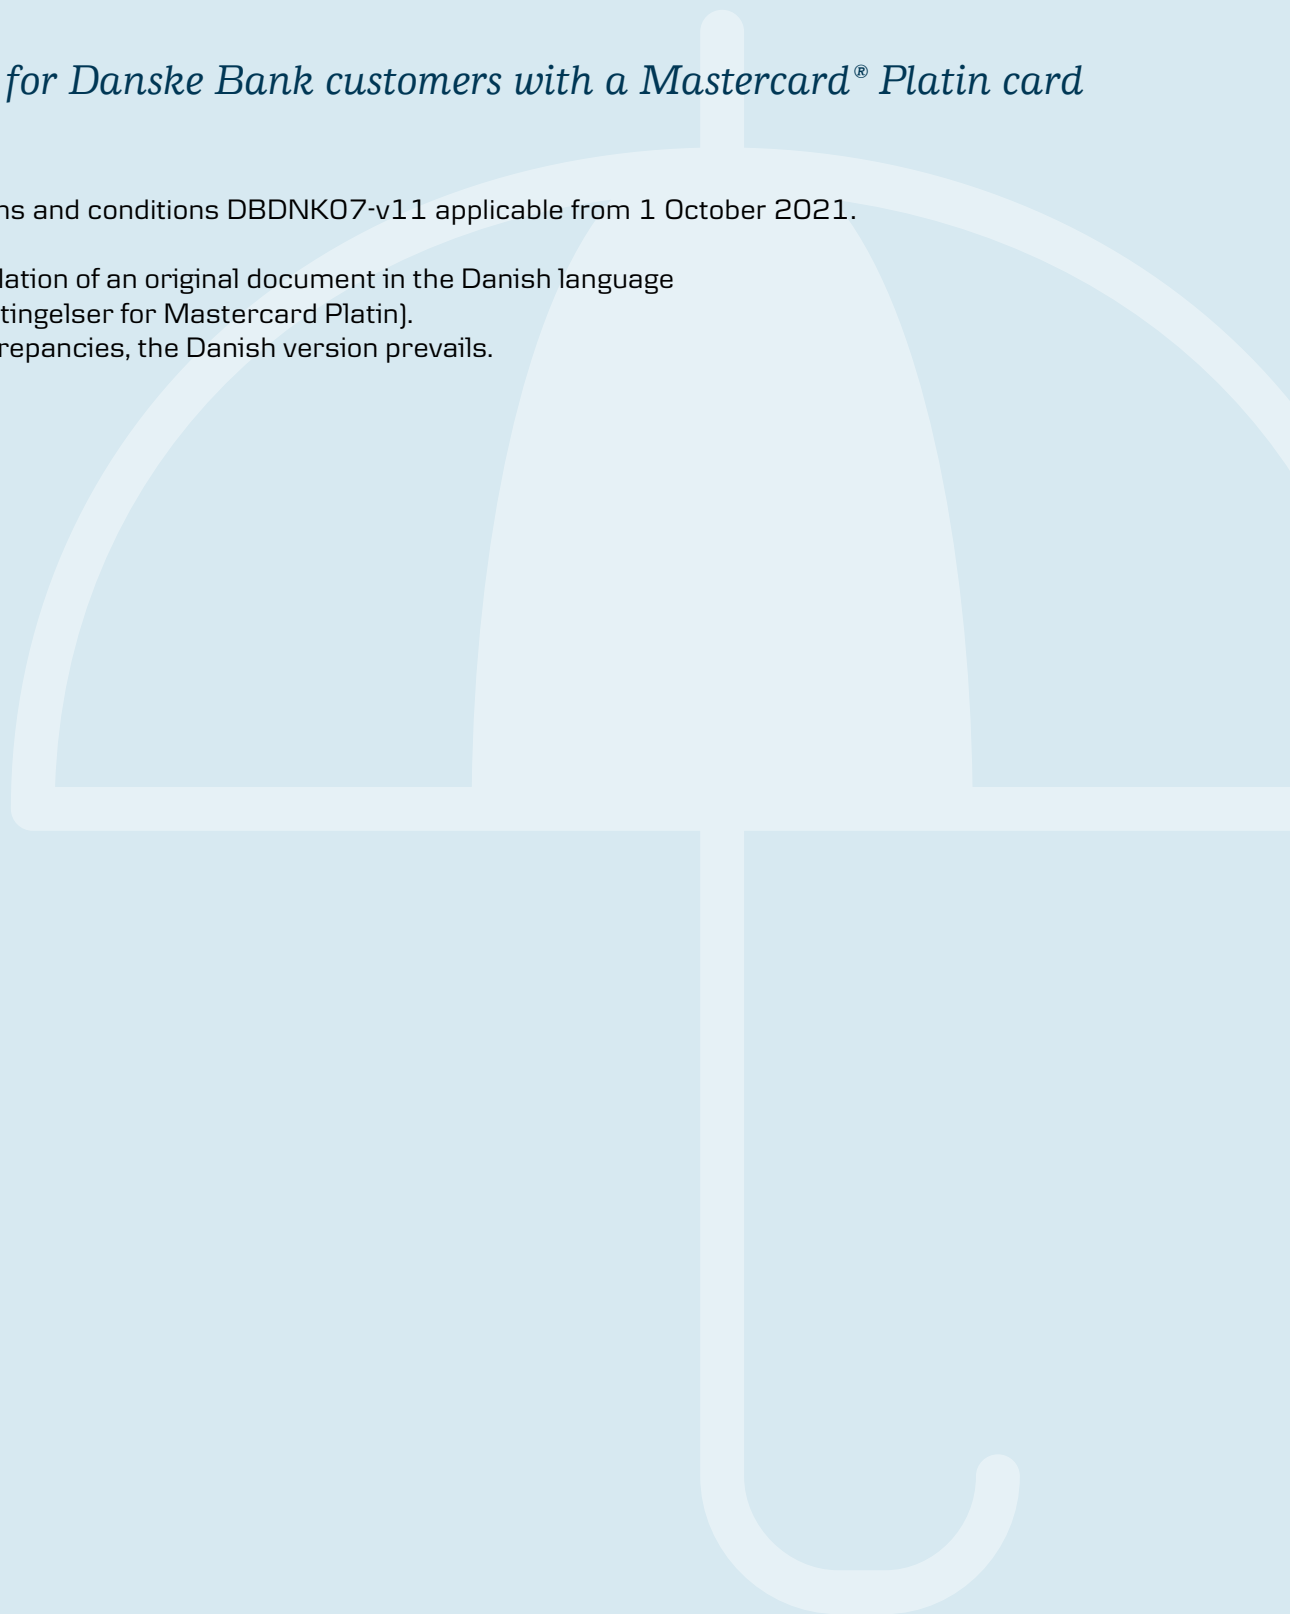 for Danske Bank customers with a Mastercard® Platin card
ns and conditions DBDNK07-v11 applicable from 1 October 2021.
lation of an original document in the Danish language
tingelser for Mastercard Platin).
repancies, the Danish version prevails.